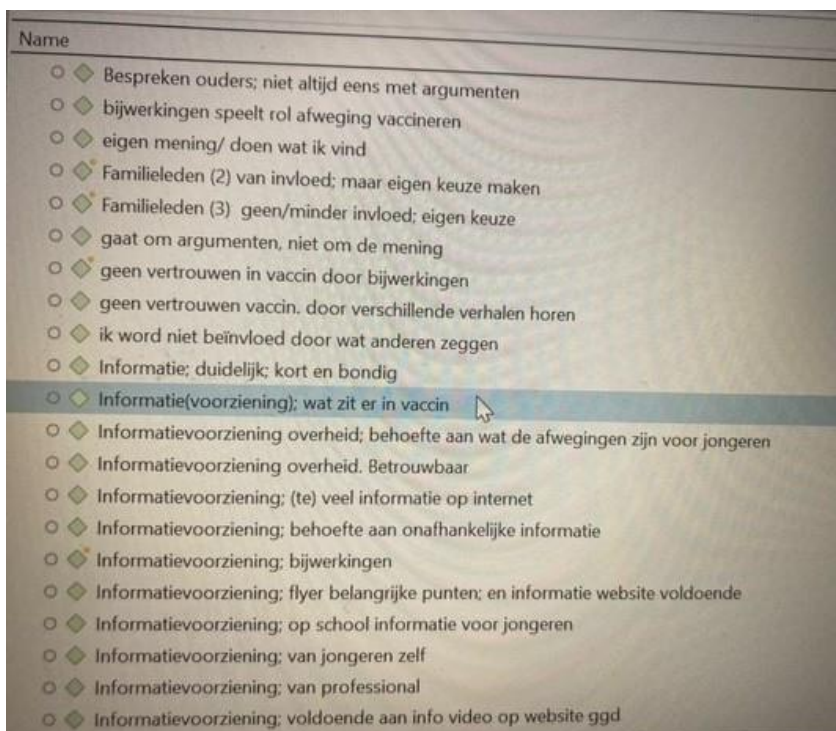 Name
Bespreken ouders; niet altijd eens met argumenten
bijwerkingen speelt rol afweging vaccineren
eigen mening/ doen wat ik vind
Familieleden (2) van invloed; maar eigen keuze maken
Familieleden (3) geen/minder invloed; eigen keuze
gaat om argumenten, niet om de mening
geen vertrouwen in vaccin door bijwerkingen
geen vertrouwen vaccin. door verschillende verhalen horen
ik word niet beïnvloed door wat anderen zeggen
Informatie; duidelijk; kort en bondig
Informatie(voorziening); wat zit er in vaccin
Informatievoorziening overheid; behoefte aan wat de afwegingen zijn voor jongeren
Informatievoorziening overheid. Betrouwbaar
Informatievoorziening; (te) veel informatie op internet
Informatievoorziening; behoefte aan onafhankelijke informatie
Informatievoorziening; bijwerkingen
Informatievoorziening; flyer belangrijke punten; en informatie website voldoende
Informatievoorziening; op school informatie voor jongeren
Informatievoorziening; van jongeren zelf
Informatievoorziening; van professional
Informatievoorziening; voldoende aan info video op website ggd